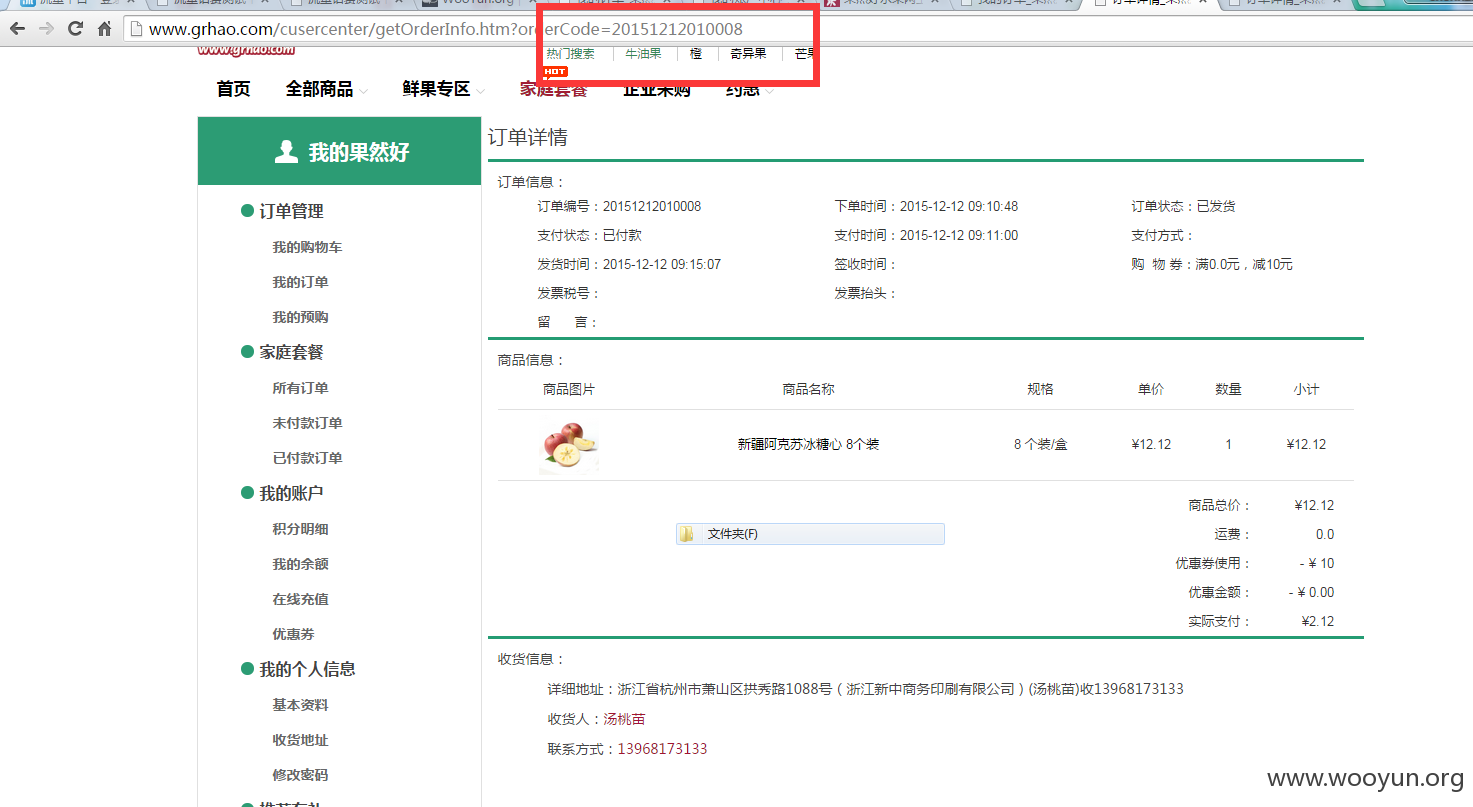 WooYun.org
www.grhao.com/cusercenter/getOrderInfo.htm?orderCode=20151212010008
www.grhao.com
热门搜索 牛油果 橙 奇异果 芒果
HOT
首页 全部商品 鲜果专区 家庭套餐 企业采购 约惠
我的果然好
订单管理
我的购物车
我的订单
我的预购
家庭套餐
所有订单
未付款订单
已付款订单
我的账户
积分明细
我的余额
在线充值
优惠券
我的个人信息
基本资料
收货地址
修改密码
推荐有礼
订单详情
订单信息：
订单编号：20151212010008 下单时间：2015-12-12 09:10:48 订单状态：已发货
支付状态：已付款 支付时间：2015-12-12 09:11:00 支付方式：
发货时间：2015-12-12 09:15:07 签收时间： 购 物 券：满0.0元，减10元
发票税号： 发票抬头：
留 言：
商品信息：
商品图片 商品名称 规格 单价 数量 小计
新疆阿克苏冰糖心 8个装 8 个装/盒 ¥12.12 1 ¥12.12
商品总价： ¥12.12
文件夹(F)
运费： 0.0
优惠券使用： - ¥ 10
优惠金额： - ¥ 0.00
实际支付： ¥2.12
收货信息：
详细地址：浙江省杭州市萧山区拱秀路1088号（浙江新中商务印刷有限公司）(汤桃苗)收13968173133
收货人：汤桃苗
联系方式：13968173133
www.wooyun.org